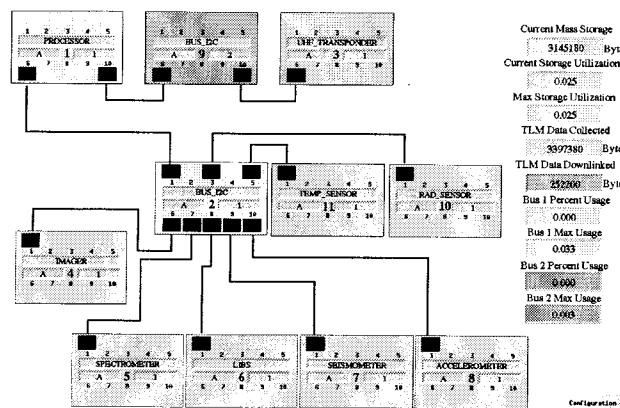 1 2 3 4 5
PROCESSOR
A 1 1
6 7 8 9 10
1 2 3 4 5
BUS_I2C
A 9 2
6 7 8 9 10
1 2 3 4 5
UHF_TRANSPONDER
A 3 1
6 7 8 9 10
Current Mass Storage
3145180 Byt
Current Storage Utilization
0.025
Max Storage Utilization
0.025
TLM Data Collected
3397380 Byt
TLM Data Downlinked
252200 Byt
Bus 1 Percent Usage
0.000
Bus 1 Max Usage
0.033
Bus 2 Percent Usage
0.000
Bus 2 Max Usage
0.003
1 2 3 4 5
BUS_I2C
A 2 1
6 7 8 9 10
1 2 3 4 5
TEMP_SENSOR
A 11 1
6 7 8 9 10
1 2 3 4 5
RAD_SENSOR
A 10 1
6 7 8 9 10
1 2 3 4 5
IMAGER
A 4 1
6 7 8 9 10
1 2 3 4 5
SPECTROMETER
A 5 1
6 7 8 9 10
1 2 3 4 5
LIBS
A 6 1
6 7 8 9 10
1 2 3 4 5
SEISMOMETER
A 7 1
6 7 8 9 10
1 2 3 4 5
ACCELEROMETER
A 8 1
6 7 8 9 10
Configuration